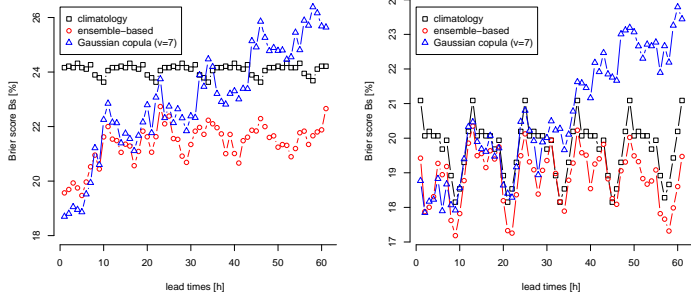 climatology
ensemble-based
Gaussian copula (v=7)
Brier score Bs [%]
26
24
22
20
18
0 10 20 30 40 50 60
lead times [h]
climatology
ensemble-based
Gaussian copula (v=7)
Brier score Bs [%]
23
22
21
20
19
18
17
0 10 20 30 40 50 60
lead times [h]